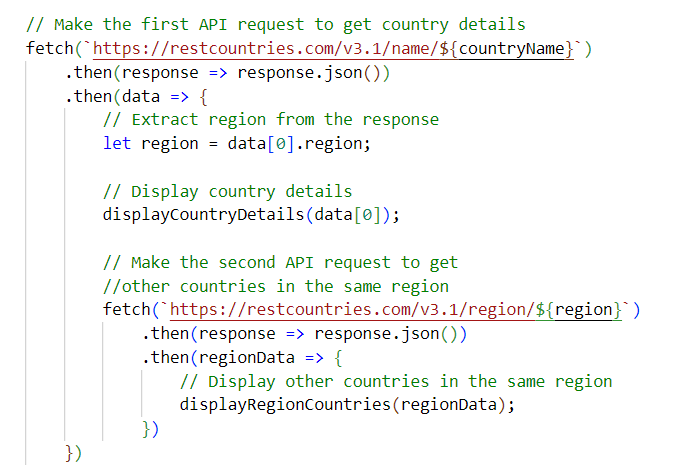 // Make the first API request to get country details
fetch(`https://restcountries.com/v3.1/name/${countryName}`)
    .then(response => response.json())
    .then(data => {
        // Extract region from the response
        let region = data[0].region;

        // Display country details
        displayCountryDetails(data[0]);

        // Make the second API request to get
        //other countries in the same region
        fetch(`https://restcountries.com/v3.1/region/${region}`)
            .then(response => response.json())
            .then(regionData => {
                // Display other countries in the same region
                displayRegionCountries(regionData);
            })
    })